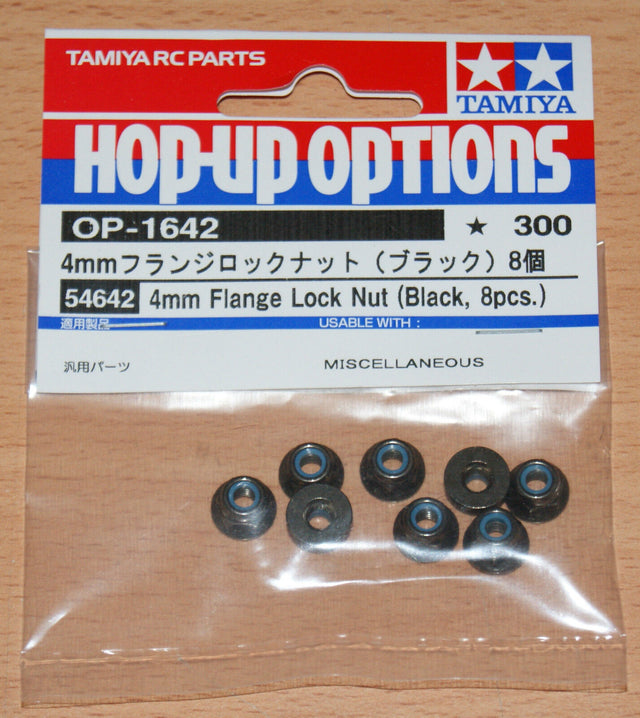 TAMIYA RC PARTS
TAMIYA
HOP-UP OPTIONS
OP-1642 ★ 300
4mmフランジロックナット（ブラック）8個
54642 4mm Flange Lock Nut (Black, 8pcs.)
適用製品 USABLE WITH :
汎用パーツ MISCELLANEOUS